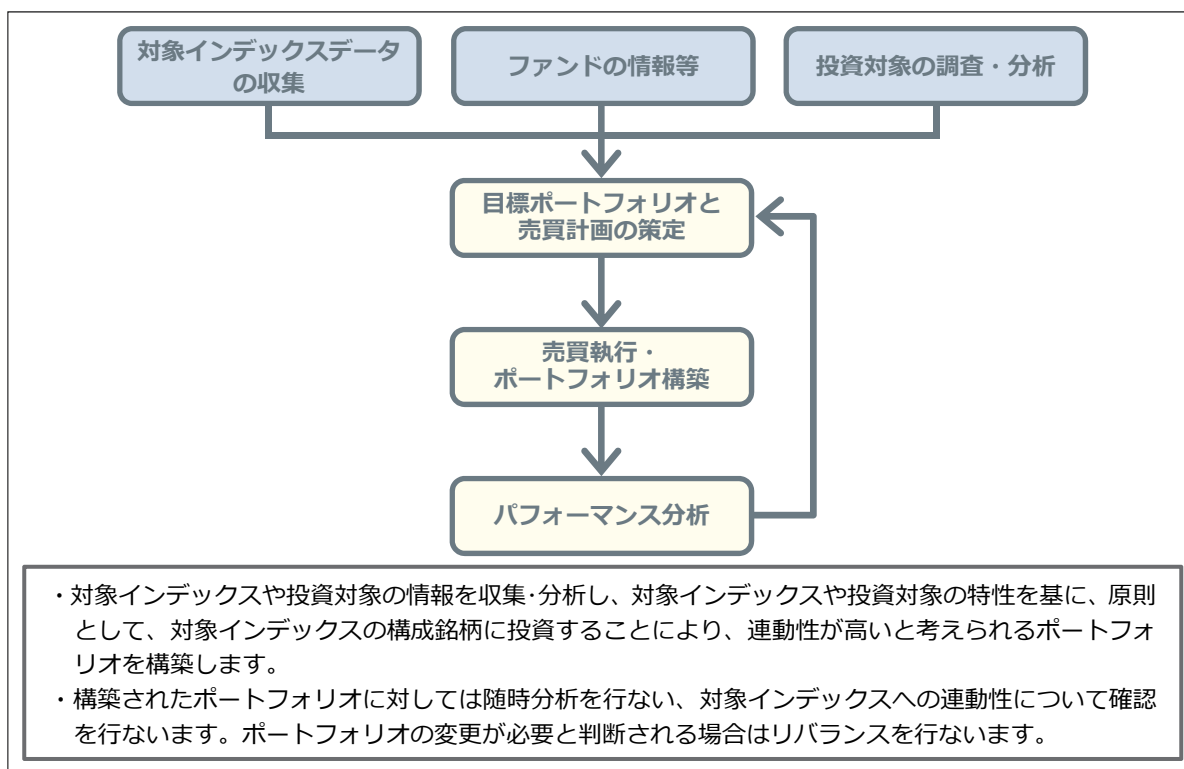 対象インデックスデータ
の収集
ファンドの情報等
投資対象の調査・分析
目標ポートフォリオと
売買計画の策定
売買執行・
ポートフォリオ構築
パフォーマンス分析
・対象インデックスや投資対象の情報を収集･分析し、対象インデックスや投資対象の特性を基に、原則
として、対象インデックスの構成銘柄に投資することにより、連動性が高いと考えられるポートフォ
リオを構築します。
・構築されたポートフォリオに対しては随時分析を行ない、対象インデックスへの連動性について確認
を行ないます。ポートフォリオの変更が必要と判断される場合はリバランスを行ないます。